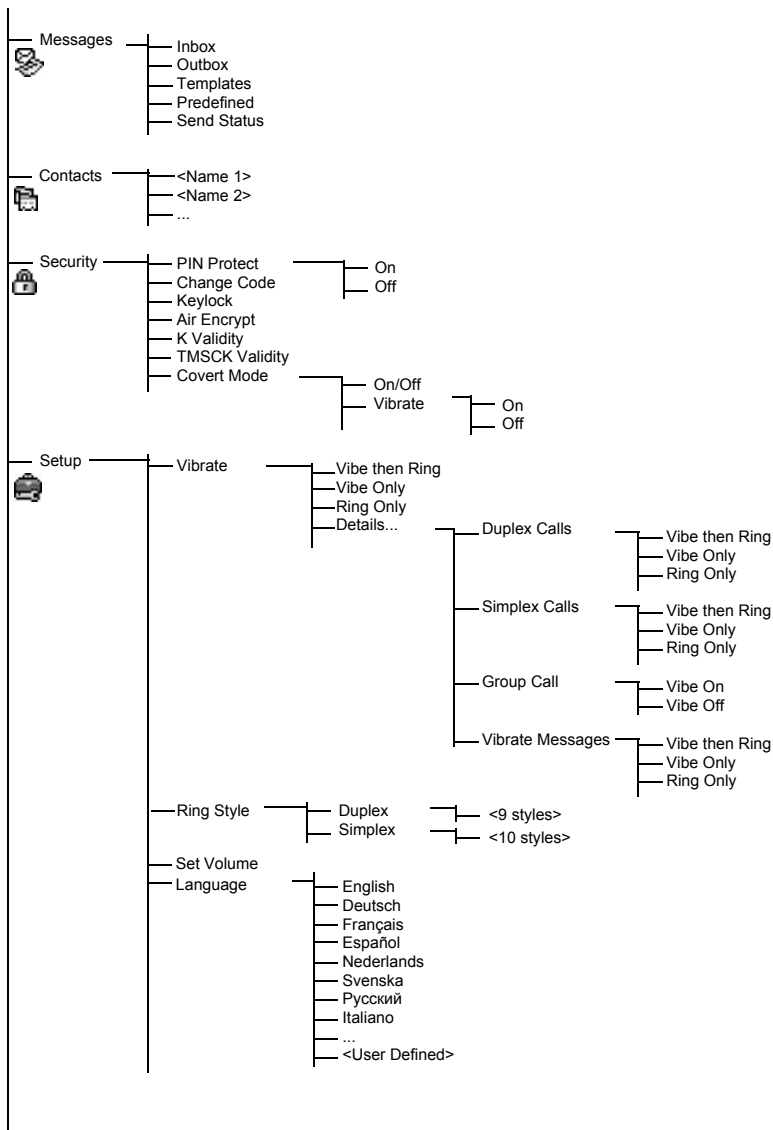 Messages
Inbox
Outbox
Templates
Predefined
Send Status
Contacts
<Name 1>
<Name 2>
...
Security
PIN Protect
On
Off
Change Code
Keylock
Air Encrypt
K Validity
TMSCK Validity
Covert Mode
On/Off
Vibrate
On
Off
Setup
Vibrate
Vibe then Ring
Vibe Only
Ring Only
Details...
Duplex Calls
Vibe then Ring
Vibe Only
Ring Only
Simplex Calls
Vibe then Ring
Vibe Only
Ring Only
Group Call
Vibe On
Vibe Off
Vibrate Messages
Vibe then Ring
Vibe Only
Ring Only
Ring Style
Duplex
<9 styles>
Simplex
<10 styles>
Set Volume
Language
English
Deutsch
Français
Español
Nederlands
Svenska
Русский
Italiano
...
<User Defined>